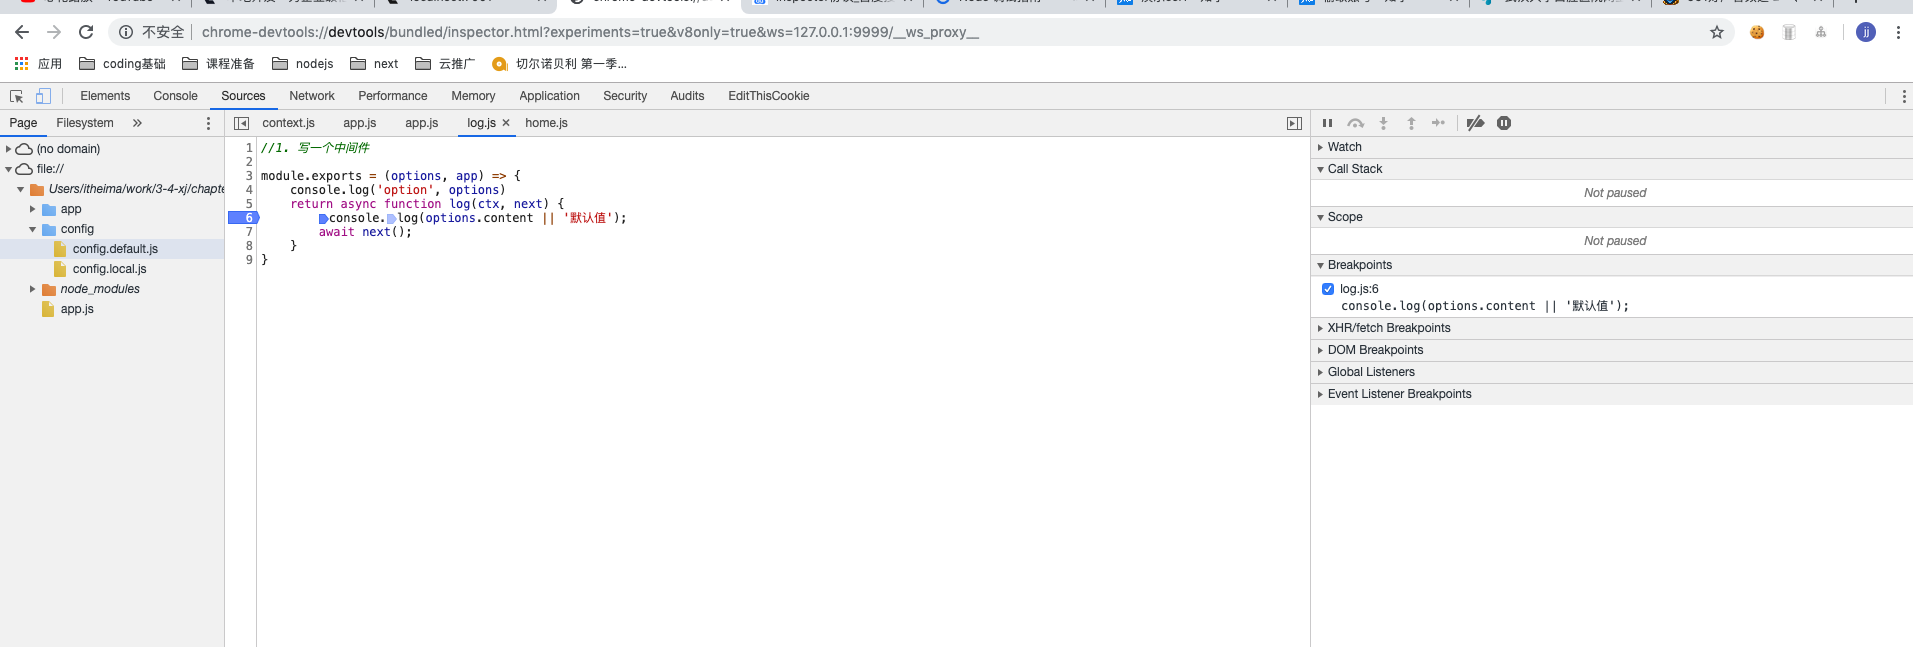 不安全 chrome-devtools://devtools/bundled/inspector.html?experiments=true&v8only=true&ws=127.0.0.1:9999/__ws_proxy__
jj
应用 coding基础 课程准备 nodejs next 云推广 切尔诺贝利 第一季...
Elements Console Sources Network Performance Memory Application Security Audits EditThisCookie
Page Filesystem »
context.js app.js app.js log.js × home.js
(no domain)
file://
Users/itheima/work/3-4-xj/chapte
app
config
config.default.js
config.local.js
node_modules
app.js
1 //1. 写一个中间件
2
3 module.exports = (options, app) => {
4 console.log('option', options)
5 return async function log(ctx, next) {
6 console.log(options.content || '默认值');
7 await next();
8 }
9 }
Watch
Call Stack
Not paused
Scope
Not paused
Breakpoints
log.js:6
console.log(options.content || '默认值');
XHR/fetch Breakpoints
DOM Breakpoints
Global Listeners
Event Listener Breakpoints